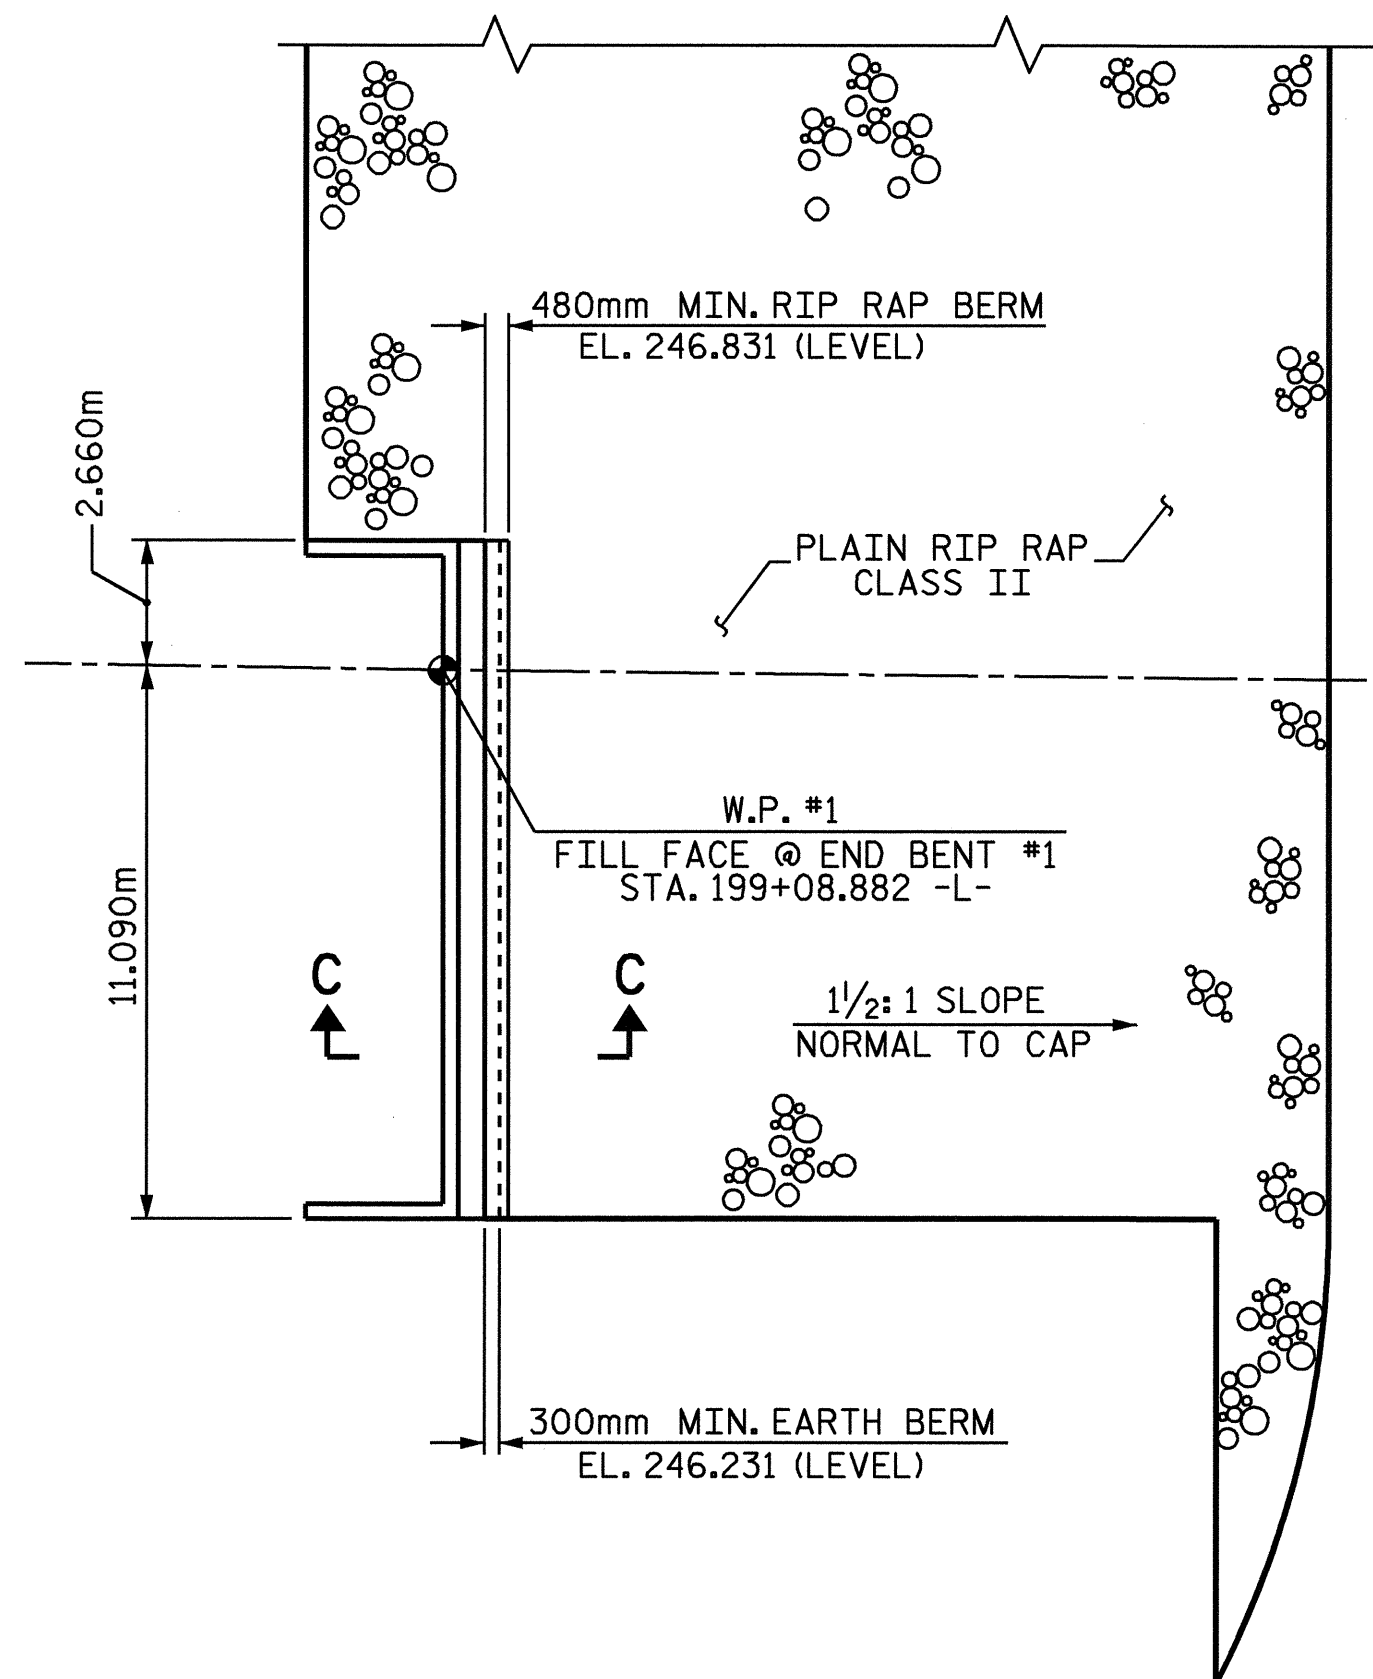 480mm MIN. RIP RAP BERM
EL. 246.831 (LEVEL)
2.660m
PLAIN RIP RAP
CLASS II
W.P. #1
FILL FACE @ END BENT #1
STA. 199+08.882 -L-
11.090m
C
C
1 1/2: 1 SLOPE
NORMAL TO CAP
300mm MIN. EARTH BERM
EL. 246.231 (LEVEL)